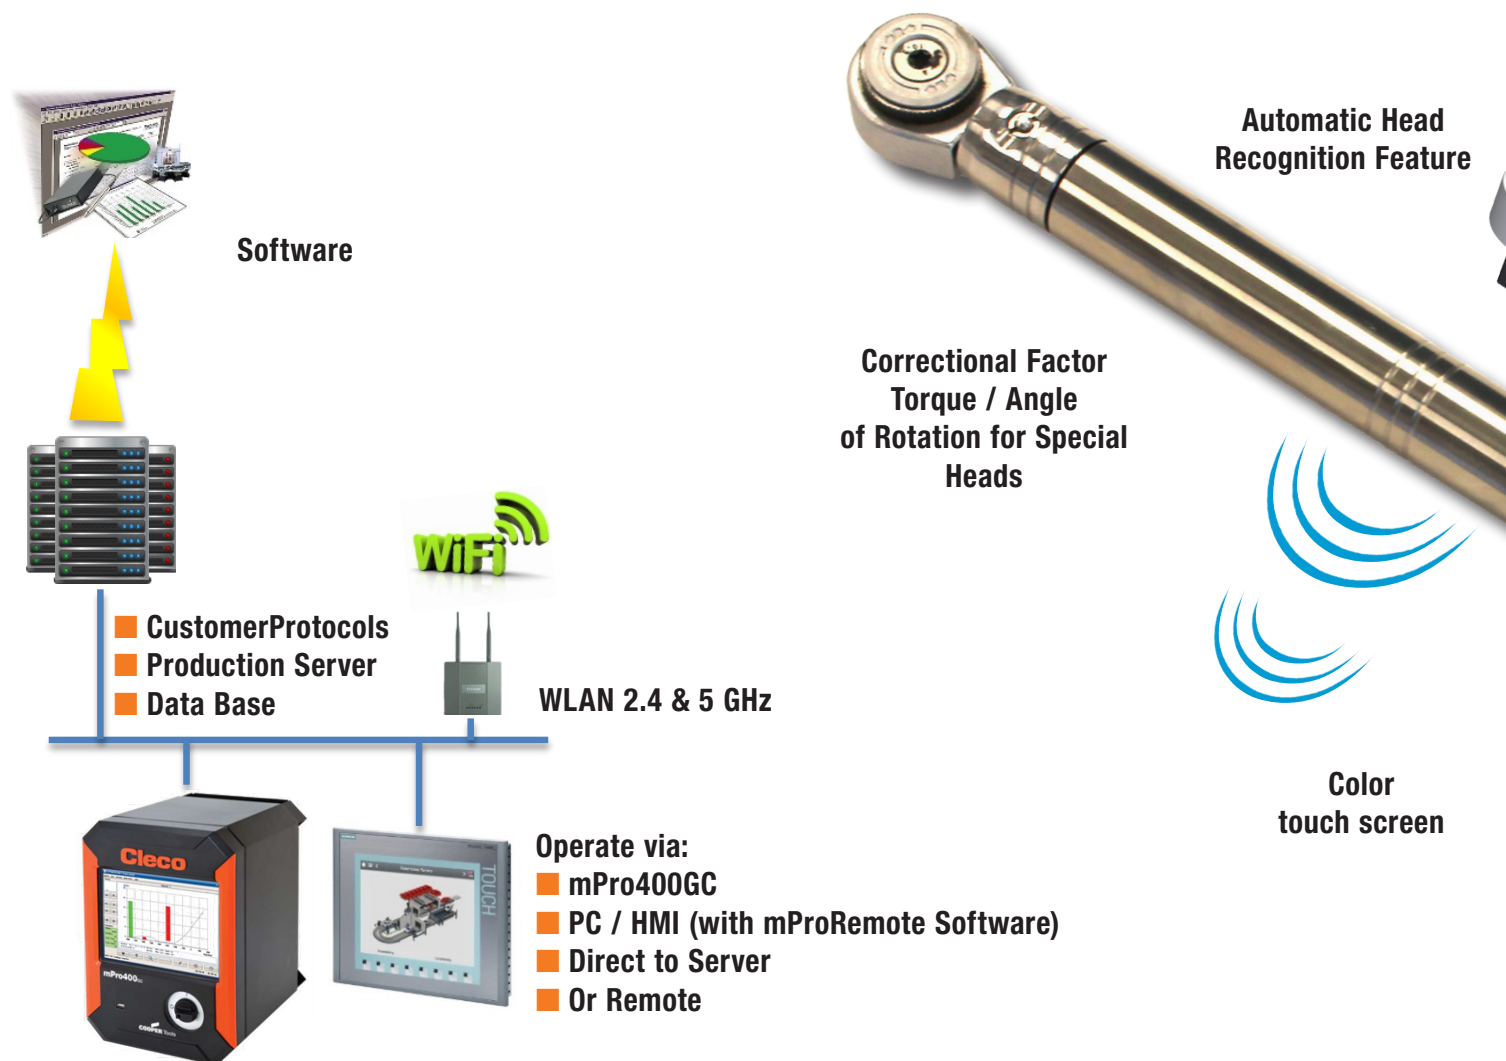 Automatic Head
Recognition Feature
Software
Correctional Factor
Torque / Angle
of Rotation for Special
Heads
WiFi
CustomerProtocols
Production Server
Data Base
WLAN 2.4 & 5 GHz
Color
touch screen
Cleco
mPro400GC
COOPER Tools
TOUCH
Operate via:
mPro400GC
PC / HMI (with mProRemote Software)
Direct to Server
Or Remote